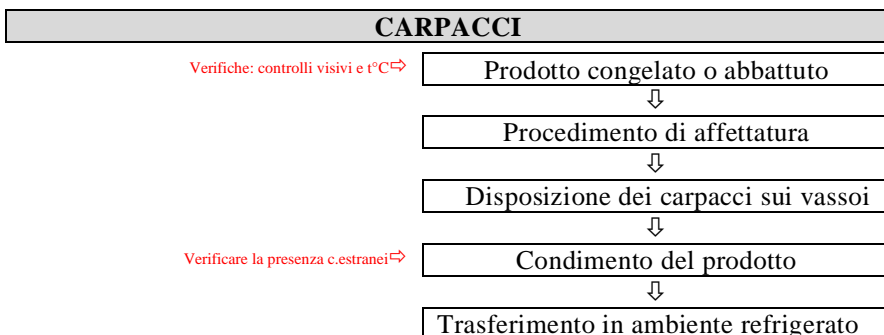 CARPACCI
Verifiche: controlli visivi e t°C⇨ Prodotto congelato o abbattuto
⇩
Procedimento di affettatura
⇩
Disposizione dei carpacci sui vassoi
⇩
Verificare la presenza c.estranei⇨ Condimento del prodotto
⇩
Trasferimento in ambiente refrigerato